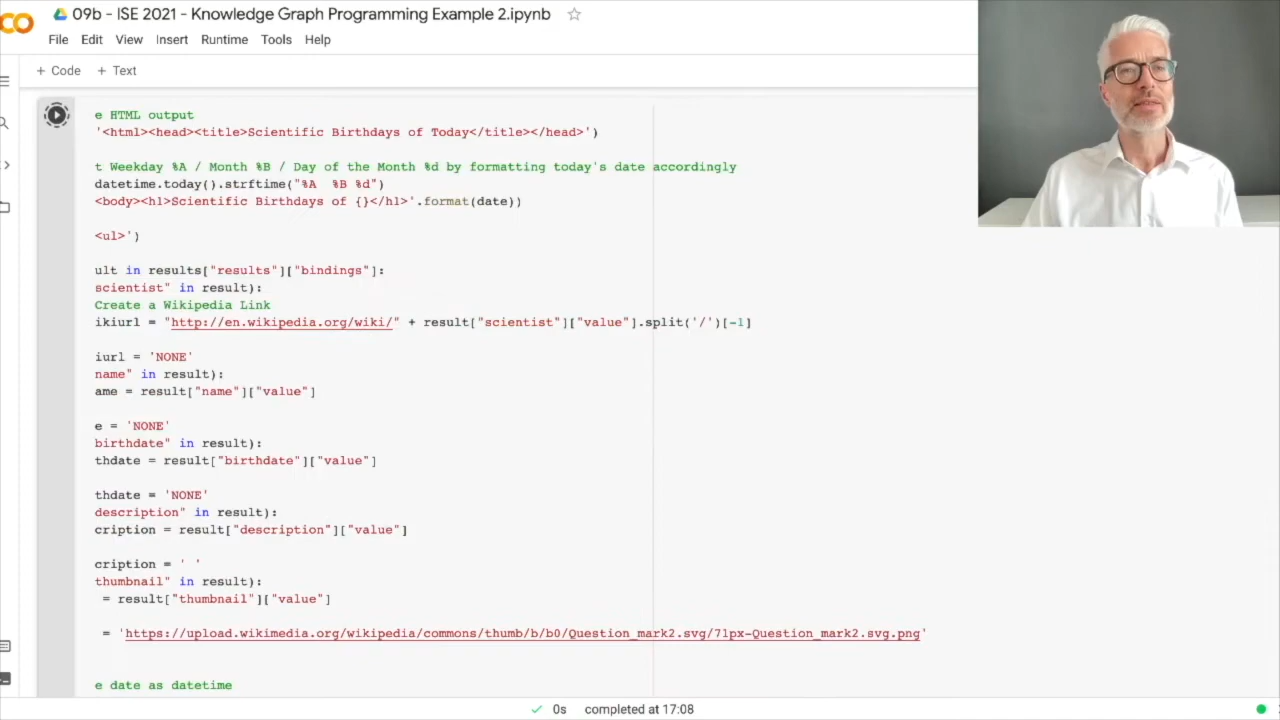 CO
09b - ISE 2021 - Knowledge Graph Programming Example 2.ipynb
File Edit View Insert Runtime Tools Help
+ Code + Text
e HTML output
'<html><head><title>Scientific Birthdays of Today</title></head>')
t Weekday %A / Month %B / Day of the Month %d by formatting today's date accordingly
datetime.today().strftime("%A  %B %d")
<body><h1>Scientific Birthdays of {}</h1>'.format(date))
<ul>')
ult in results["results"]["bindings"]:
scientist" in result):
Create a Wikipedia Link
ikiurl = "http://en.wikipedia.org/wiki/" + result["scientist"]["value"].split('/')[-1]
iurl = 'NONE'
name" in result):
ame = result["name"]["value"]
e = 'NONE'
birthdate" in result):
thdate = result["birthdate"]["value"]
thdate = 'NONE'
description" in result):
cription = result["description"]["value"]
cription = ' '
thumbnail" in result):
= result["thumbnail"]["value"]
= 'https://upload.wikimedia.org/wikipedia/commons/thumb/b/b0/Question_mark2.svg/71px-Question_mark2.svg.png'
e date as datetime
0s completed at 17:08